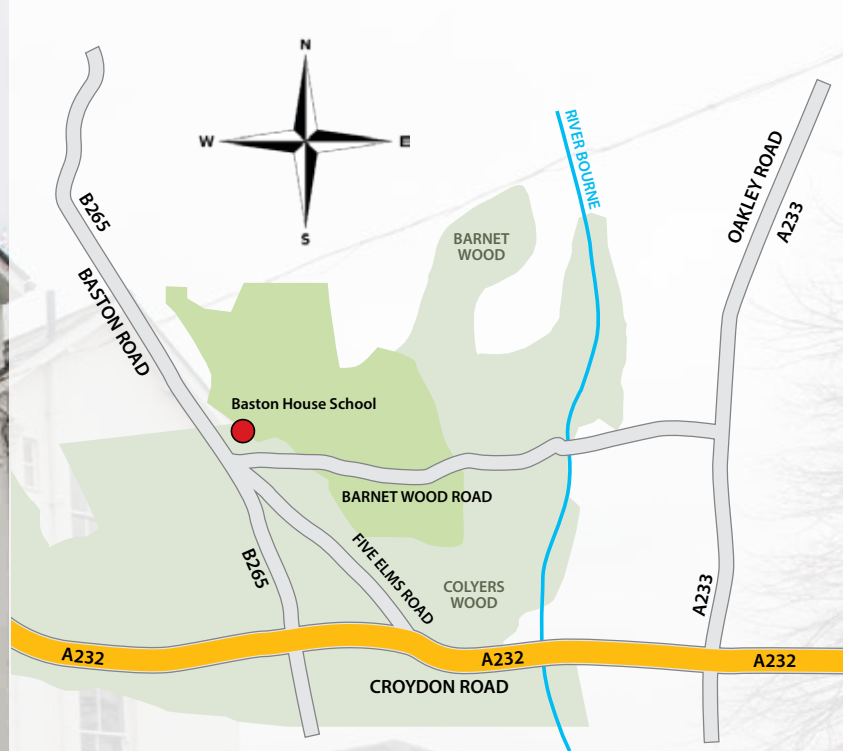 N
W
E
S
RIVER BOURNE
OAKLEY ROAD
A233
B265
BARNET
WOOD
BASTON ROAD
Baston House School
BARNET WOOD ROAD
FIVE ELMS ROAD
B265
COLYERS
WOOD
A233
A232
A232
A232
CROYDON ROAD